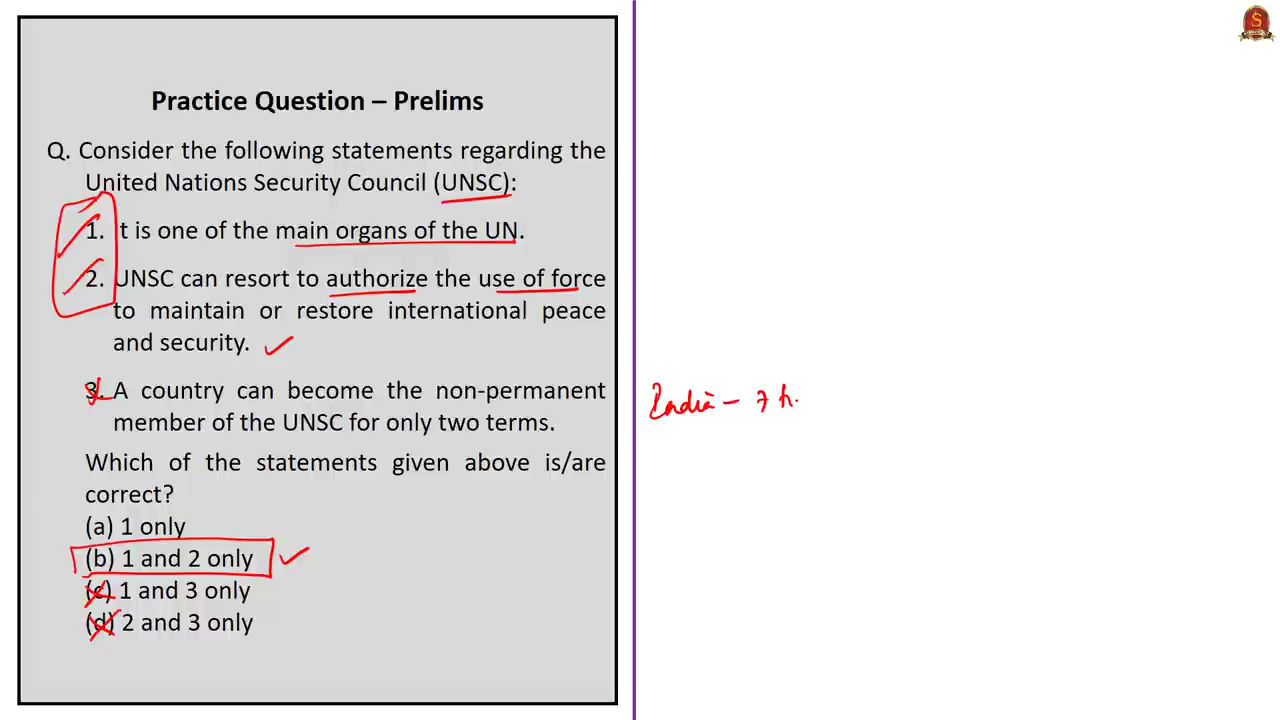 Practice Question – Prelims
Q. Consider the following statements regarding the
United Nations Security Council (UNSC):
1. It is one of the main organs of the UN.
2. UNSC can resort to authorize the use of force
to maintain or restore international peace
and security.
3. A country can become the non-permanent
member of the UNSC for only two terms.
Which of the statements given above is/are
correct?
(a) 1 only
(b) 1 and 2 only
(c) 1 and 3 only
(d) 2 and 3 only
India – 7